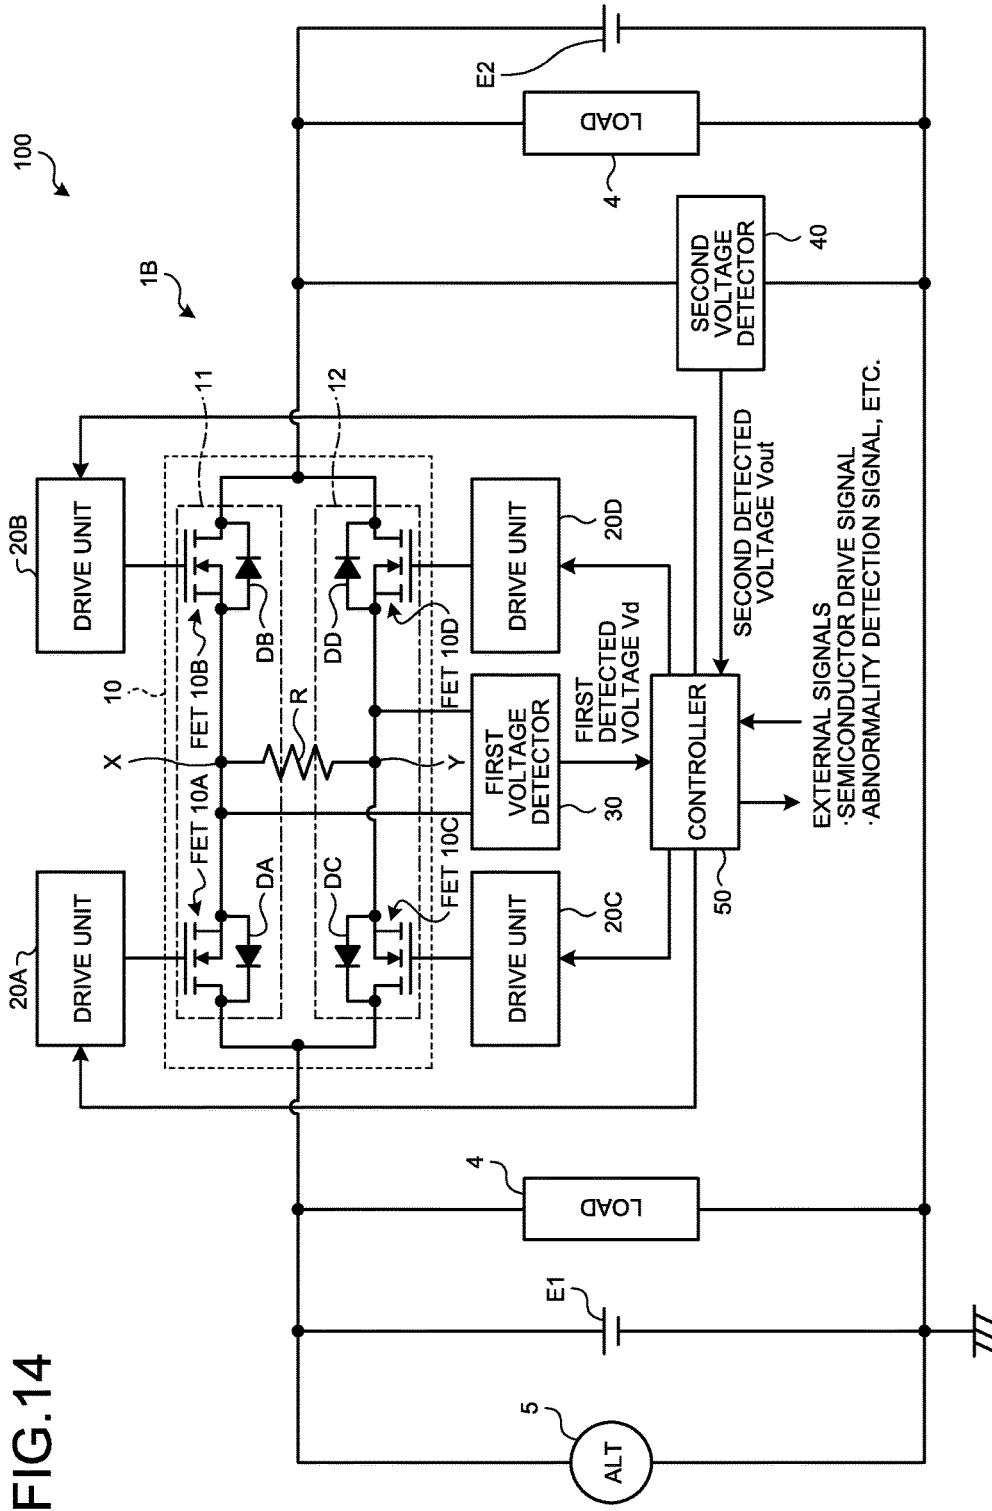 FIG.14
100
1B
20A
DRIVE UNIT
20B
DRIVE UNIT
10
11
12
X
FET 10A
FET 10B
DA
DB
R
DC
DD
Y
FET 10C
FET 10D
DRIVE UNIT
20C
FIRST
VOLTAGE
DETECTOR
30
DRIVE UNIT
20D
FIRST
DETECTED
VOLTAGE Vd
CONTROLLER
50
SECOND DETECTED
VOLTAGE Vout
SECOND
VOLTAGE
DETECTOR
40
EXTERNAL SIGNALS
·SEMICONDUCTOR DRIVE SIGNAL
·ABNORMALITY DETECTION SIGNAL, ETC.
5
ALT
E1
4
LOAD
4
LOAD
E2